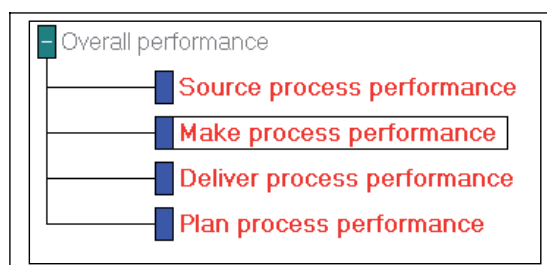 Overall performance
Source process performance
Make process performance
Deliver process performance
Plan process performance